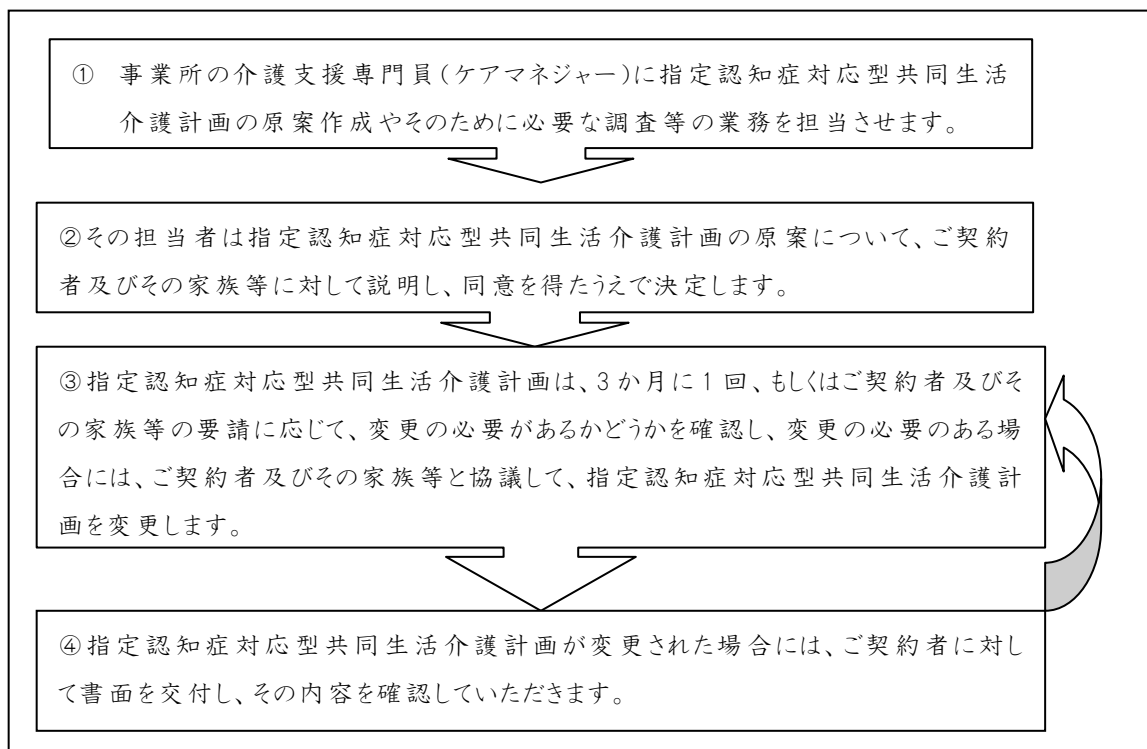 ① 事業所の介護支援専門員(ケアマネジャー)に指定認知症対応型共同生活
介護計画の原案作成やそのために必要な調査等の業務を担当させます。
②その担当者は指定認知症対応型共同生活介護計画の原案について、ご契約
者及びその家族等に対して説明し、同意を得たうえで決定します。
③指定認知症対応型共同生活介護計画は、3か月に1回、もしくはご契約者及びそ
の家族等の要請に応じて、変更の必要があるかどうかを確認し、変更の必要のある場
合には、ご契約者及びその家族等と協議して、指定認知症対応型共同生活介護計
画を変更します。
④指定認知症対応型共同生活介護計画が変更された場合には、ご契約者に対し
て書面を交付し、その内容を確認していただきます。